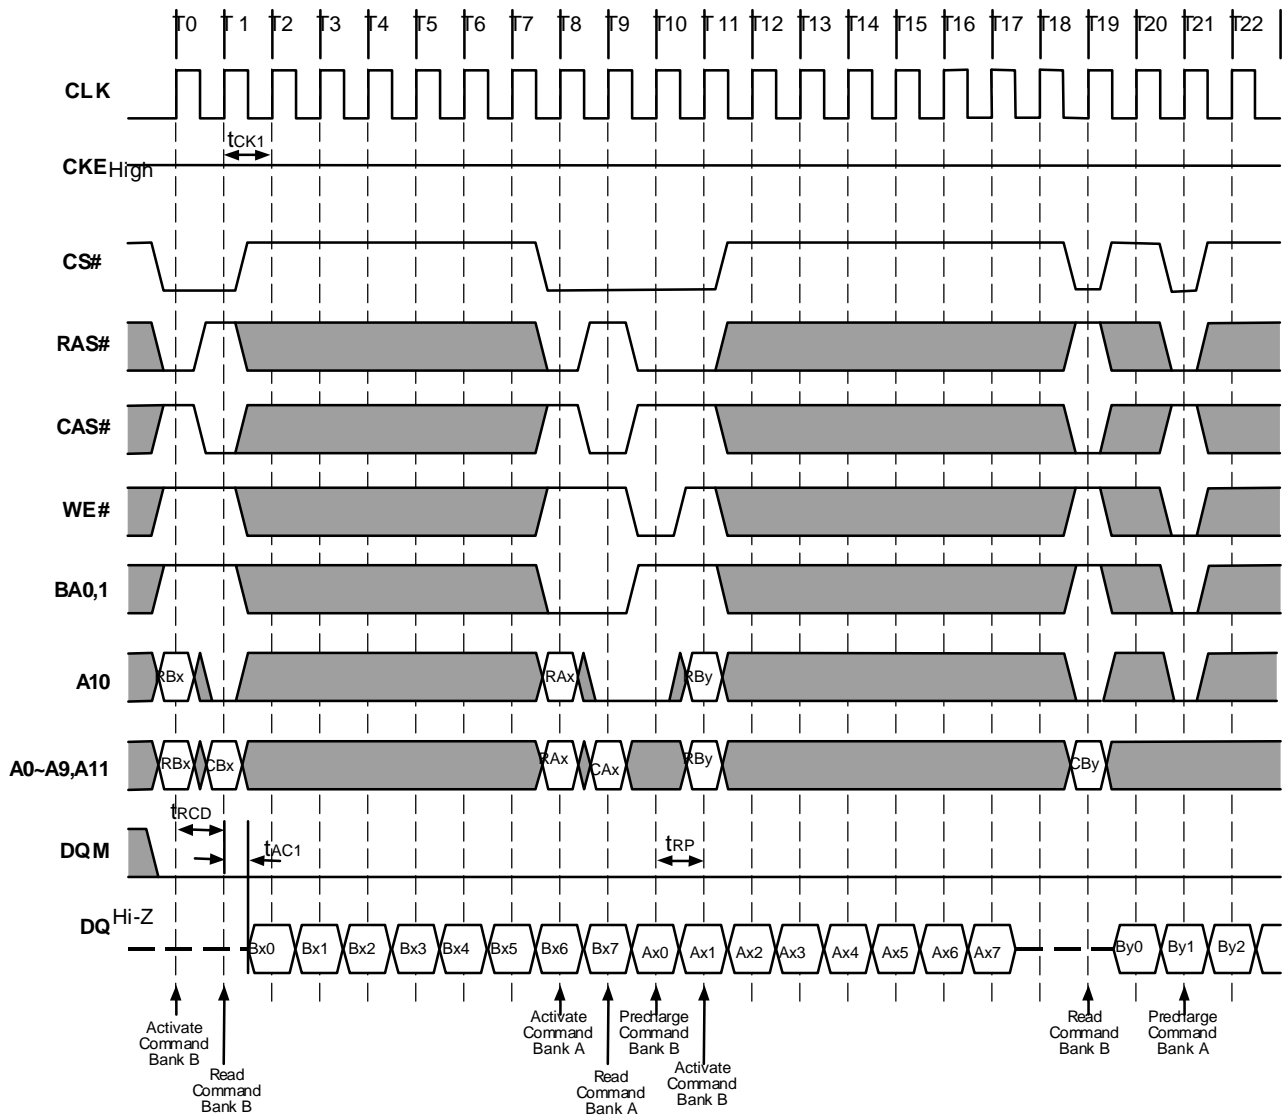 T0 T 1 T2 T3 T4 T5 T6 T7 T8 T9 T10 T 11 T12 T13 T14 T15 T16 T17 T18 T19 T20 T21 T22
CLK
tCK1
CKE High
CS#
RAS#
CAS#
WE#
BA0,1
A10 RBx RAx RBy
A0~A9,A11 RBx CBx RAx CAx RBy CBy
tRCD
DQM tAC1 tRP
DQ Hi-Z
Bx0 Bx1 Bx2 Bx3 Bx4 Bx5 Bx6 Bx7 Ax0 Ax1 Ax2 Ax3 Ax4 Ax5 Ax6 Ax7 By0 By1 By2
Activate
Command
Bank B
Read
Command
Bank B
Activate
Command
Bank A
Read
Command
Bank A
Precharge
Command
Bank B
Activate
Command
Bank B
Read
Command
Bank B
Precharge
Command
Bank A